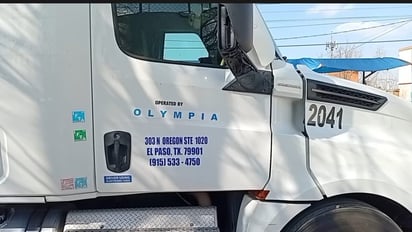 OPERATED BY
OLYMPIA
303 N OREGON STE 1020
EL PASO, TX. 79901
(915) 533 - 4750
2041